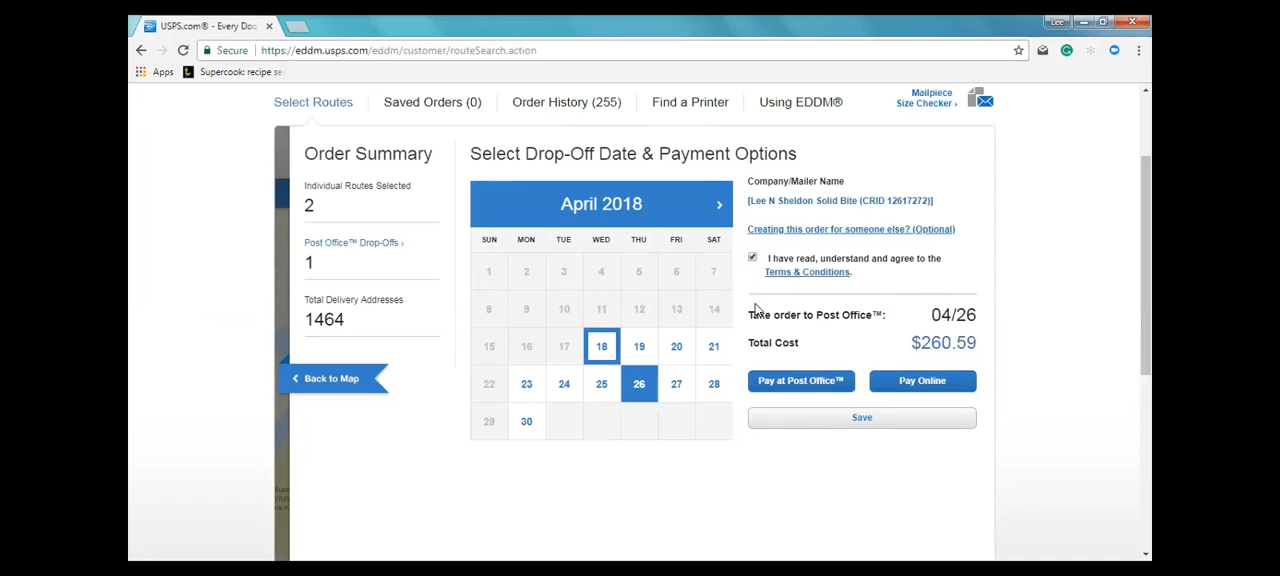 USPS.com® - Every Doo
Lee
Secure
https://eddm.usps.com/eddm/customer/routeSearch.action
Apps
Supercook: recipe se
Select Routes
Saved Orders (0)
Order History (255)
Find a Printer
Using EDDM®
Mailpiece
Size Checker ›
Order Summary
Individual Routes Selected
2
Post Office™ Drop-Offs ›
1
Total Delivery Addresses
1464
Back to Map
Select Drop-Off Date & Payment Options
April 2018
SUN MON TUE WED THU FRI SAT
1 2 3 4 5 6 7
8 9 10 11 12 13 14
15 16 17 18 19 20 21
22 23 24 25 26 27 28
29 30
Company/Mailer Name
[Lee N Sheldon Solid Bite (CRID 12617272)]
Creating this order for someone else? (Optional)
I have read, understand and agree to the
Terms & Conditions.
Take order to Post Office™: 04/26
Total Cost $260.59
Pay at Post Office™
Pay Online
Save